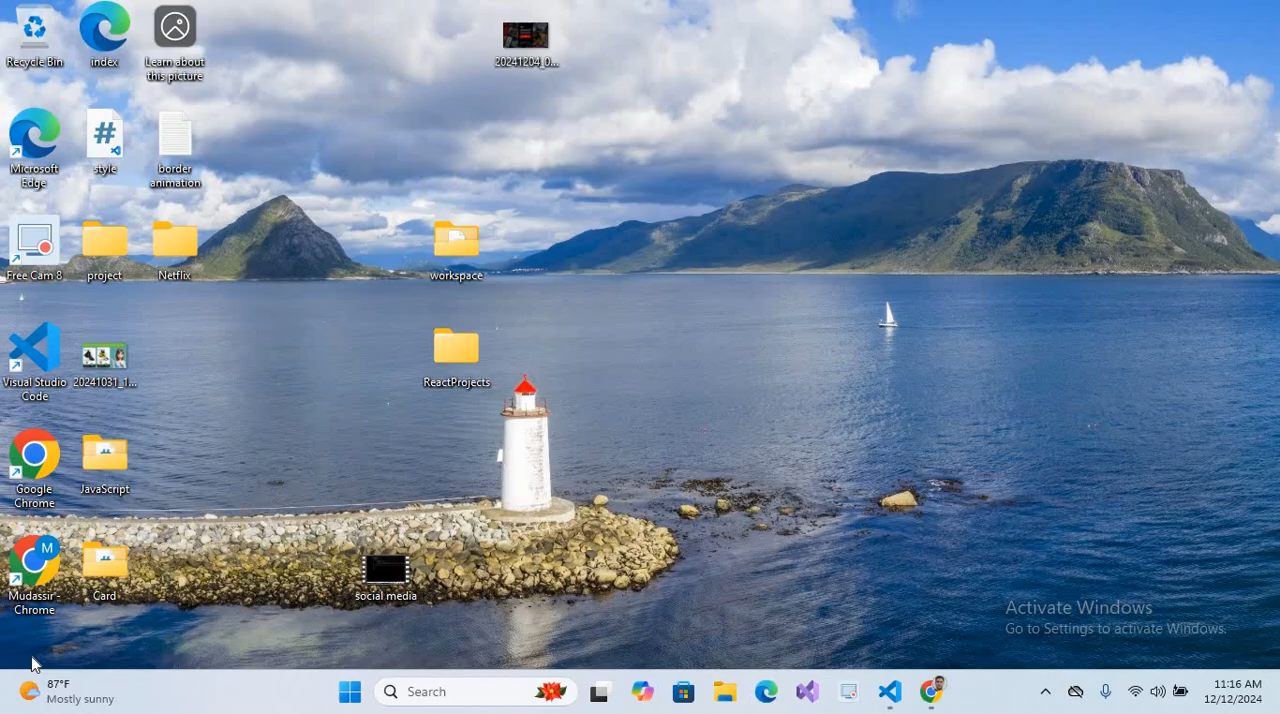 Recycle Bin
index
Learn about
this picture
20241204_0...
Microsoft
Edge
#
style
border
animation
Free Cam 8
project
Netflix
workspace
Visual Studio
Code
20241031_1...
ReactProjects
Google
Chrome
JavaScript
M
Mudassir -
Chrome
Card
social media
Activate Windows
Go to Settings to activate Windows.
87°F
Mostly sunny
Search
11:16 AM
12/12/2024